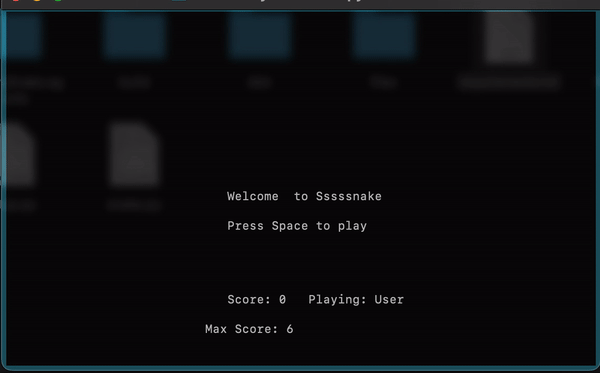 Welcome  to Sssssnake
Press Space to play
Score: 0   Playing: User
Max Score: 6